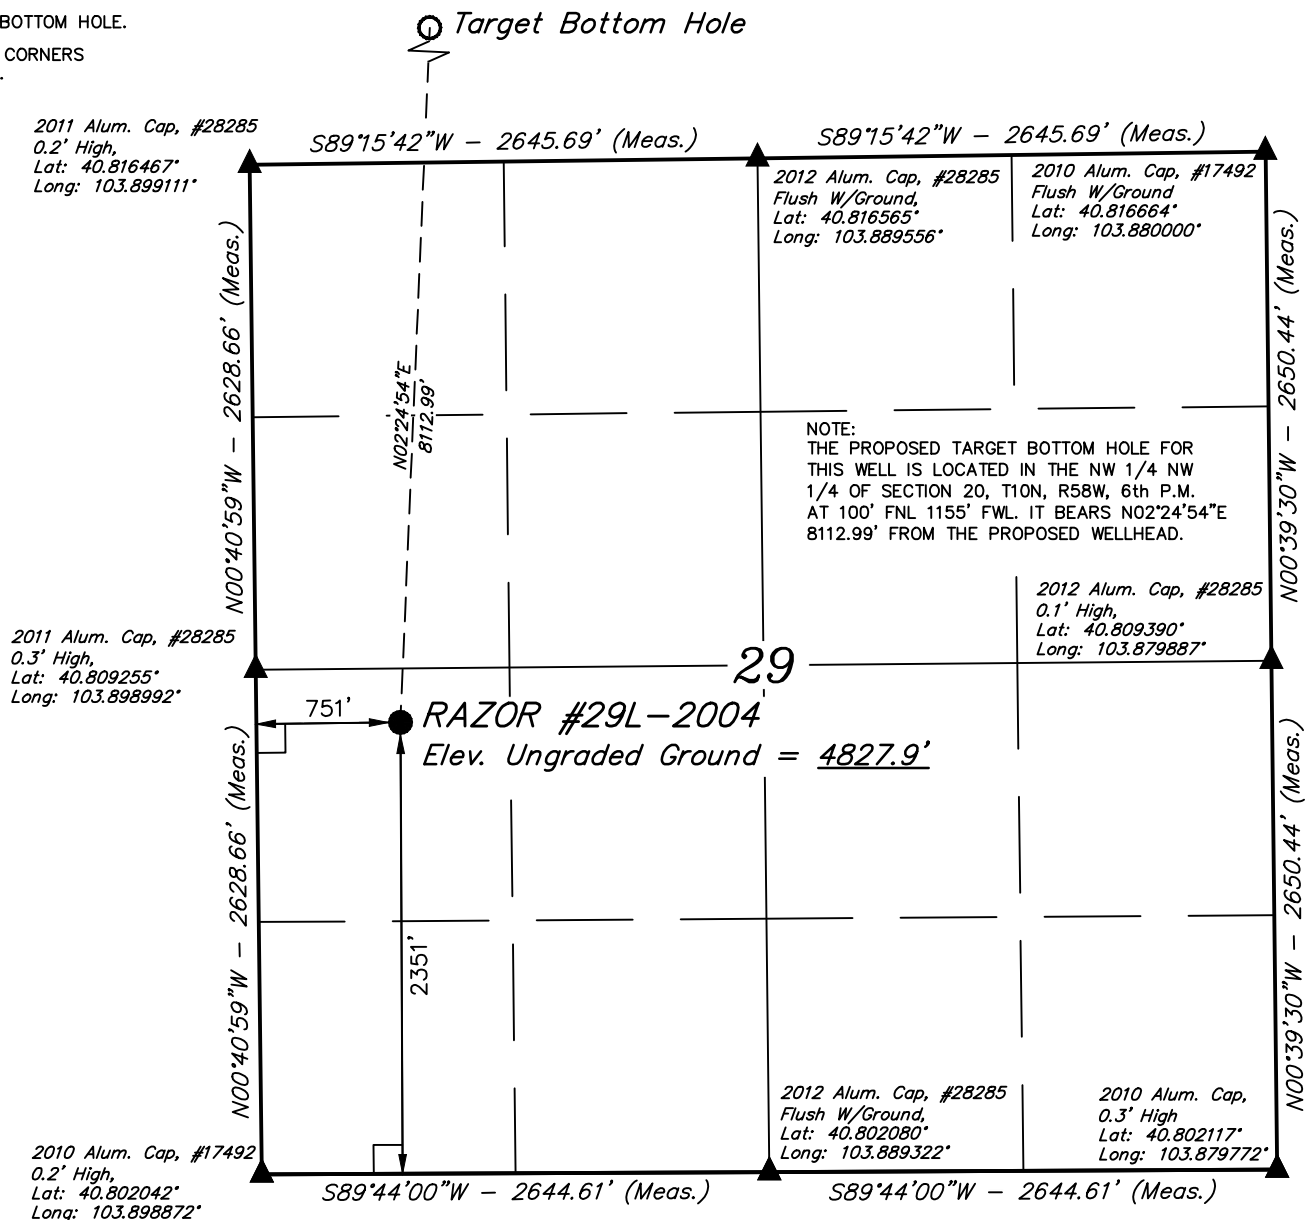 BOTTOM HOLE.
CORNERS
.
Target Bottom Hole
2011 Alum. Cap, #28285
0.2' High,
Lat: 40.816467°
Long: 103.899111°
S89°15'42"W – 2645.69' (Meas.)
S89°15'42"W – 2645.69' (Meas.)
2012 Alum. Cap, #28285
Flush W/Ground,
Lat: 40.816565°
Long: 103.889556°
2010 Alum. Cap, #17492
Flush W/Ground
Lat: 40.816664°
Long: 103.880000°
N00°40'59"W – 2628.66' (Meas.)
N02°24'54"E
8112.99'
N00°39'30"W – 2650.44' (Meas.)
NOTE:
THE PROPOSED TARGET BOTTOM HOLE FOR
THIS WELL IS LOCATED IN THE NW 1/4 NW
1/4 OF SECTION 20, T10N, R58W, 6th P.M.
AT 100' FNL 1155' FWL. IT BEARS N02°24'54"E
8112.99' FROM THE PROPOSED WELLHEAD.
2012 Alum. Cap, #28285
0.1' High,
Lat: 40.809390°
Long: 103.879887°
2011 Alum. Cap, #28285
0.3' High,
Lat: 40.809255°
Long: 103.898992°
29
751'
RAZOR #29L–2004
Elev. Ungraded Ground = 4827.9'
N00°40'59"W – 2628.66' (Meas.)
2351'
N00°39'30"W – 2650.44' (Meas.)
2012 Alum. Cap, #28285
Flush W/Ground,
Lat: 40.802080°
Long: 103.889322°
2010 Alum. Cap,
0.3' High
Lat: 40.802117°
Long: 103.879772°
2010 Alum. Cap, #17492
0.2' High,
Lat: 40.802042°
Long: 103.898872°
S89°44'00"W – 2644.61' (Meas.)
S89°44'00"W – 2644.61' (Meas.)